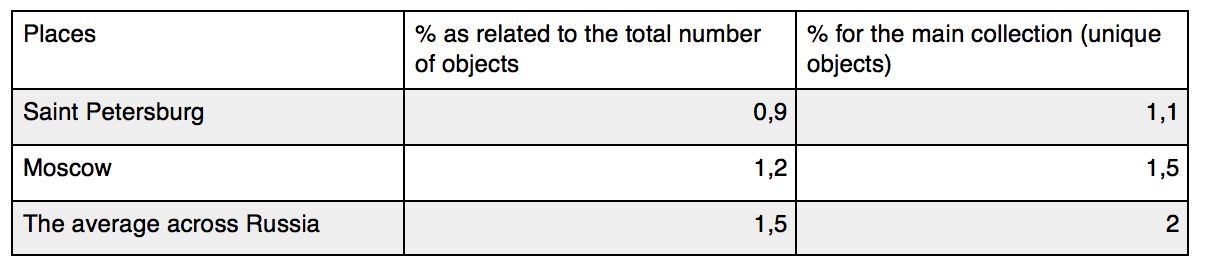 Places
% as related to the total number
of objects
% for the main collection (unique
objects)
Saint Petersburg
0,9
1,1
Moscow
1,2
1,5
The average across Russia
1,5
2